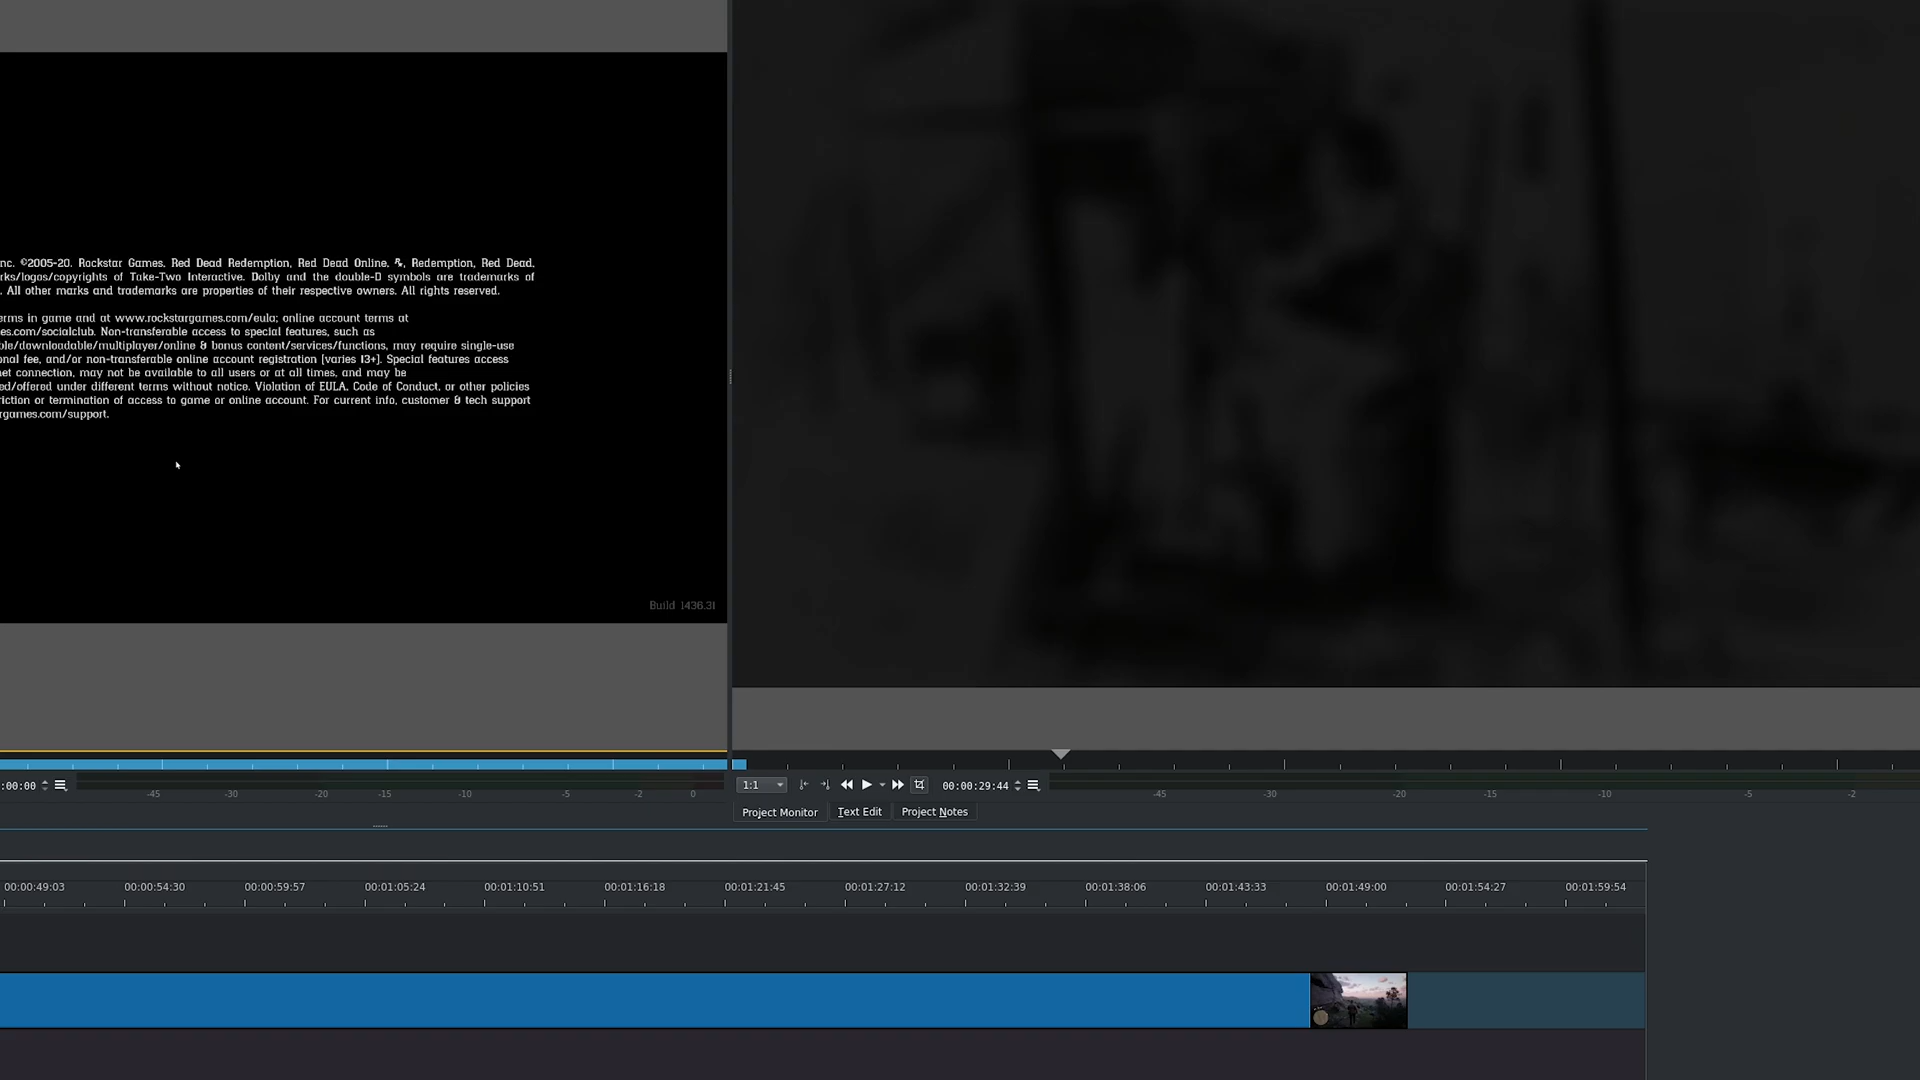 nc. ©2005-20. Rockstar Games, Red Dead Redemption, Red Dead Online, R*, Redemption, Red Dead,
rks/logos/copyrights of Take-Two Interactive. Dolby and the double-D symbols are trademarks of
. All other marks and trademarks are properties of their respective owners. All rights reserved.
erms in game and at www.rockstargames.com/eula; online account terms at
es.com/socialclub. Non-transferable access to special features, such as
ble/downloadable/multiplayer/online & bonus content/services/functions, may require single-use
onal fee, and/or non-transferable online account registration (varies 13+). Special features access
net connection, may not be available to all users or at all times, and may be
ed/offered under different terms without notice. Violation of EULA, Code of Conduct, or other policies
riction or termination of access to game or online account. For current info, customer & tech support
rgames.com/support.
Build 1436.31
:00:00
-45 -30 -20 -15 -10 -5 -2 0
1:1
00:00:29:44
-45 -30 -20 -15 -10 -5 -2
Project Monitor Text Edit Project Notes
00:00:49:03 00:00:54:30 00:00:59:57 00:01:05:24 00:01:10:51 00:01:16:18 00:01:21:45 00:01:27:12 00:01:32:39 00:01:38:06 00:01:43:33 00:01:49:00 00:01:54:27 00:01:59:54